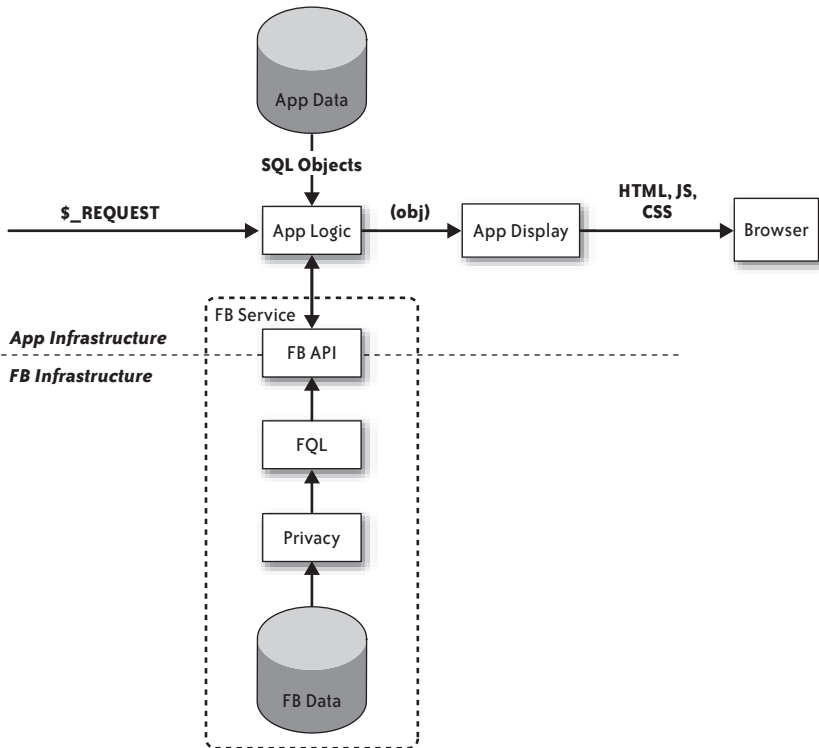 App Data
SQL Objects
$_REQUEST
App Logic
(obj)
App Display
HTML, JS,
CSS
Browser
FB Service
App Infrastructure
FB API
FB Infrastructure
FQL
Privacy
FB Data